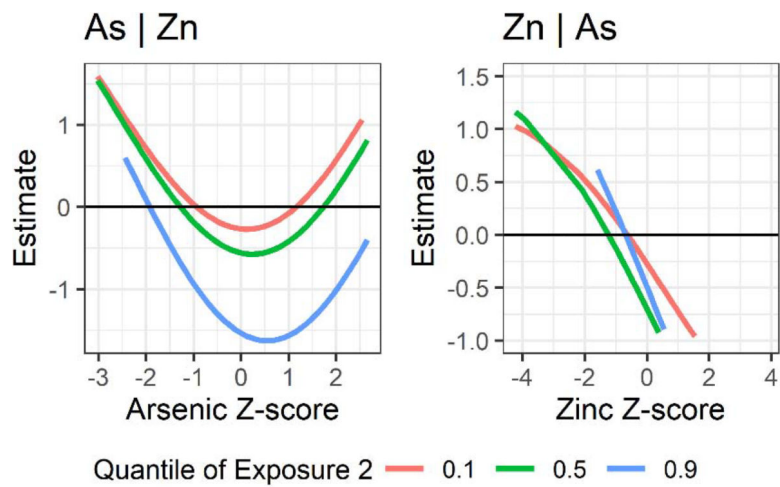 As | Zn
Zn | As
Estimate
1
0
-1
-3 -2 -1 0 1 2
Arsenic Z-score
Estimate
1.5
1.0
0.5
0.0
-0.5
-1.0
-4 -2 0 2 4
Zinc Z-score
Quantile of Exposure 2 0.1 0.5 0.9